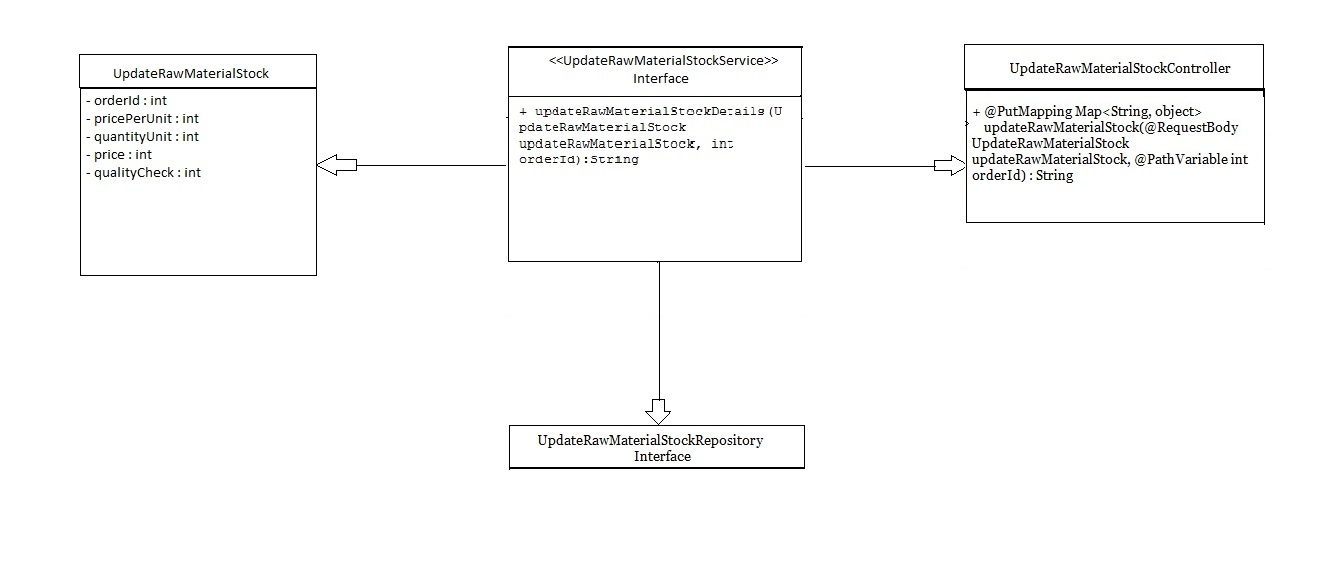 UpdateRawMaterialStock
- orderId : int
- pricePerUnit : int
- quantityUnit : int
- price : int
- qualityCheck : int
<<UpdateRawMaterialStockService>>
Interface
+ updateRawMaterialStockDetails(U
pdateRawMaterialStock
updateRawMaterialStock, int
orderId):String
UpdateRawMaterialStockController
+ @PutMapping Map<String, object>
updateRawMaterialStock(@RequestBody
UpdateRawMaterialStock
updateRawMaterialStock, @PathVariable int
orderId) : String
UpdateRawMaterialStockRepository
Interface